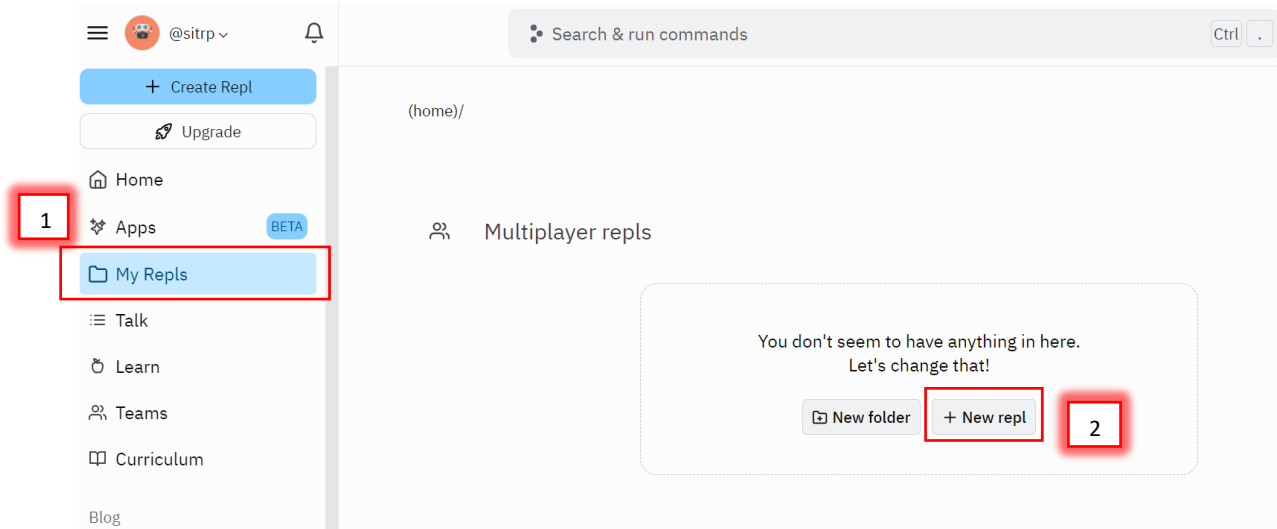 @sitrp
Search & run commands
Ctrl .
+ Create Repl
Upgrade
(home)/
Home
1
Apps
BETA
Multiplayer repls
My Repls
Talk
You don't seem to have anything in here.
Let's change that!
Learn
Teams
New folder
+ New repl
2
Curriculum
Blog